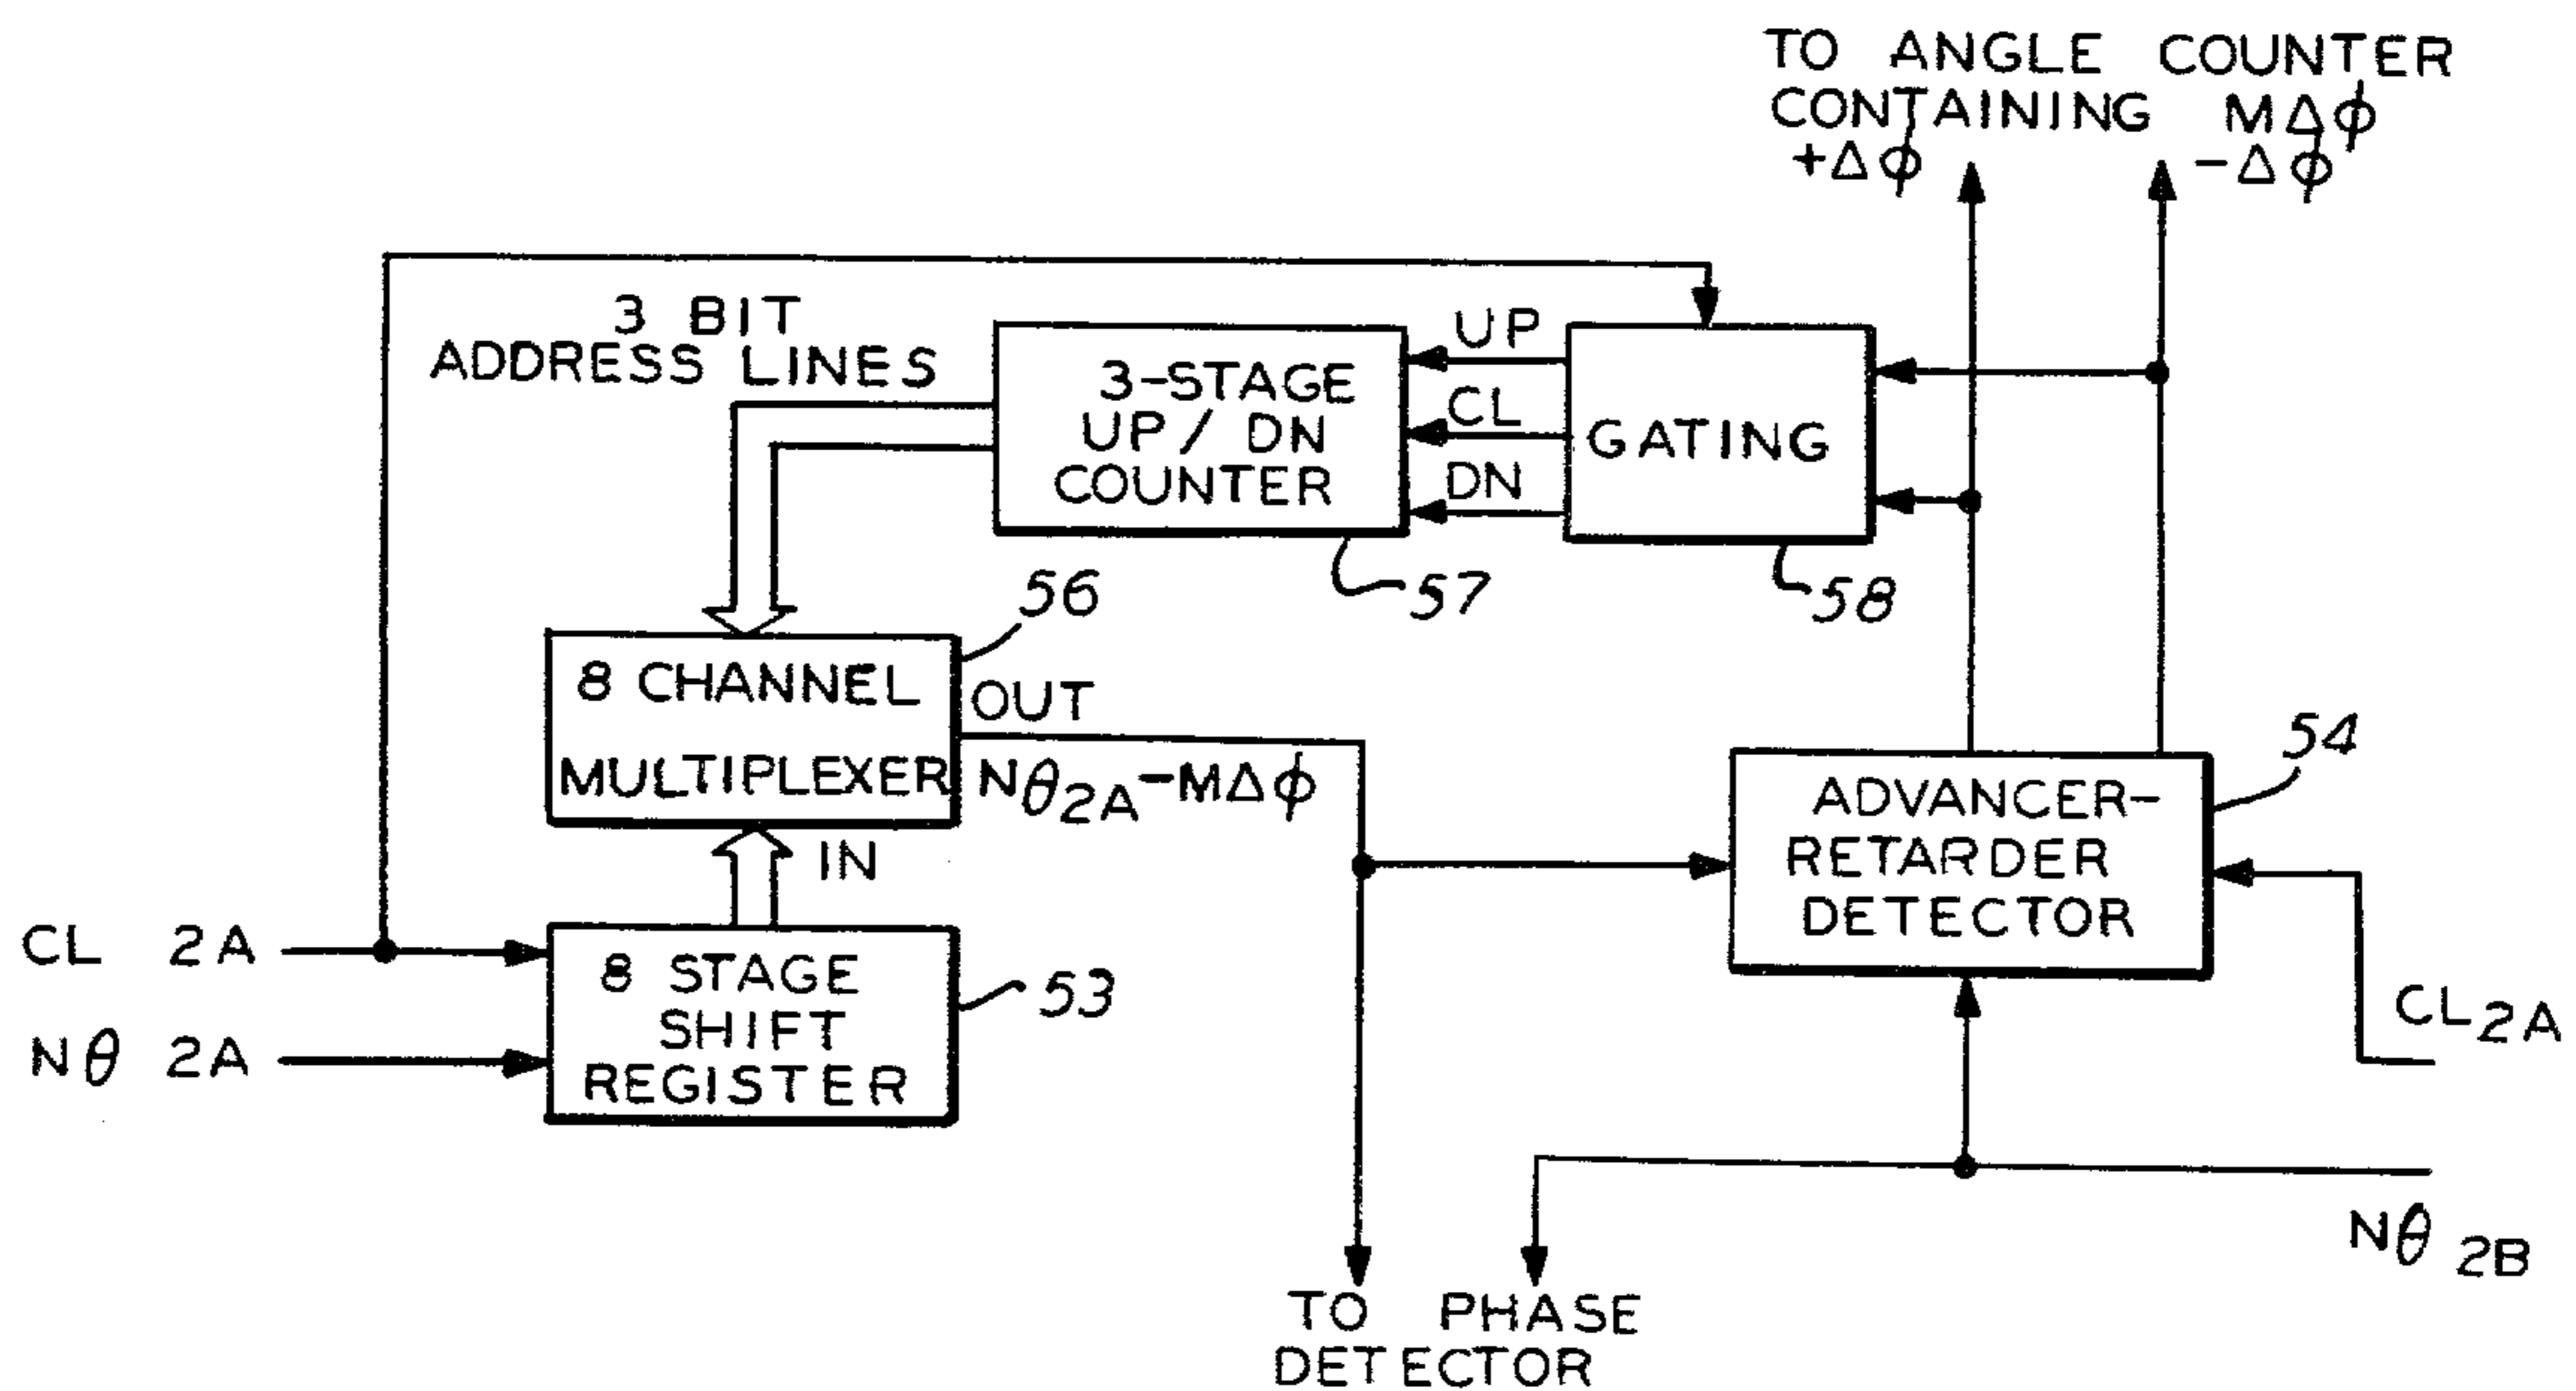 TO ANGLE COUNTER
CONTAINING MΔϕ
+Δϕ
-Δϕ
3 BIT
ADDRESS LINES
3-STAGE
UP / DN
COUNTER
UP
CL
DN
GATING
57
58
56
8 CHANNEL
MULTIPLEXER
OUT
Nθ2A-MΔϕ
IN
54
ADVANCER-
RETARDER
DETECTOR
CL 2A
Nθ 2A
8 STAGE
SHIFT
REGISTER
53
CL2A
Nθ 2B
TO PHASE
DETECTOR